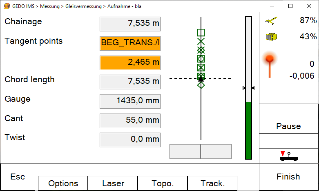 GEDO IMS > Messung > Gleisvermessung > Aufnahme - bla
Chainage 7,535 m
87%
Tangent points BEG_TRANS./I
43%
2,465 m
0
-0,006
Chord length 7,535 m
Gauge 1435,0 mm
Cant 55,0 mm
Pause
Twist 0,0 mm
Esc Options Laser Topo. Track. Finish